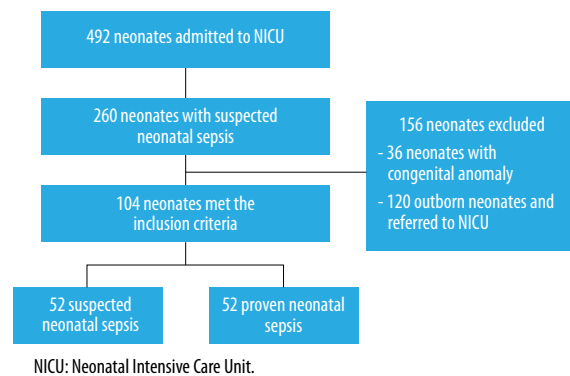 492 neonates admitted to NICU
260 neonates with suspected
neonatal sepsis
156 neonates excluded
- 36 neonates with
congenital anomaly
- 120 outborn neonates and
referred to NICU
104 neonates met the
inclusion criteria
52 suspected
neonatal sepsis
52 proven neonatal
sepsis
NICU: Neonatal Intensive Care Unit.